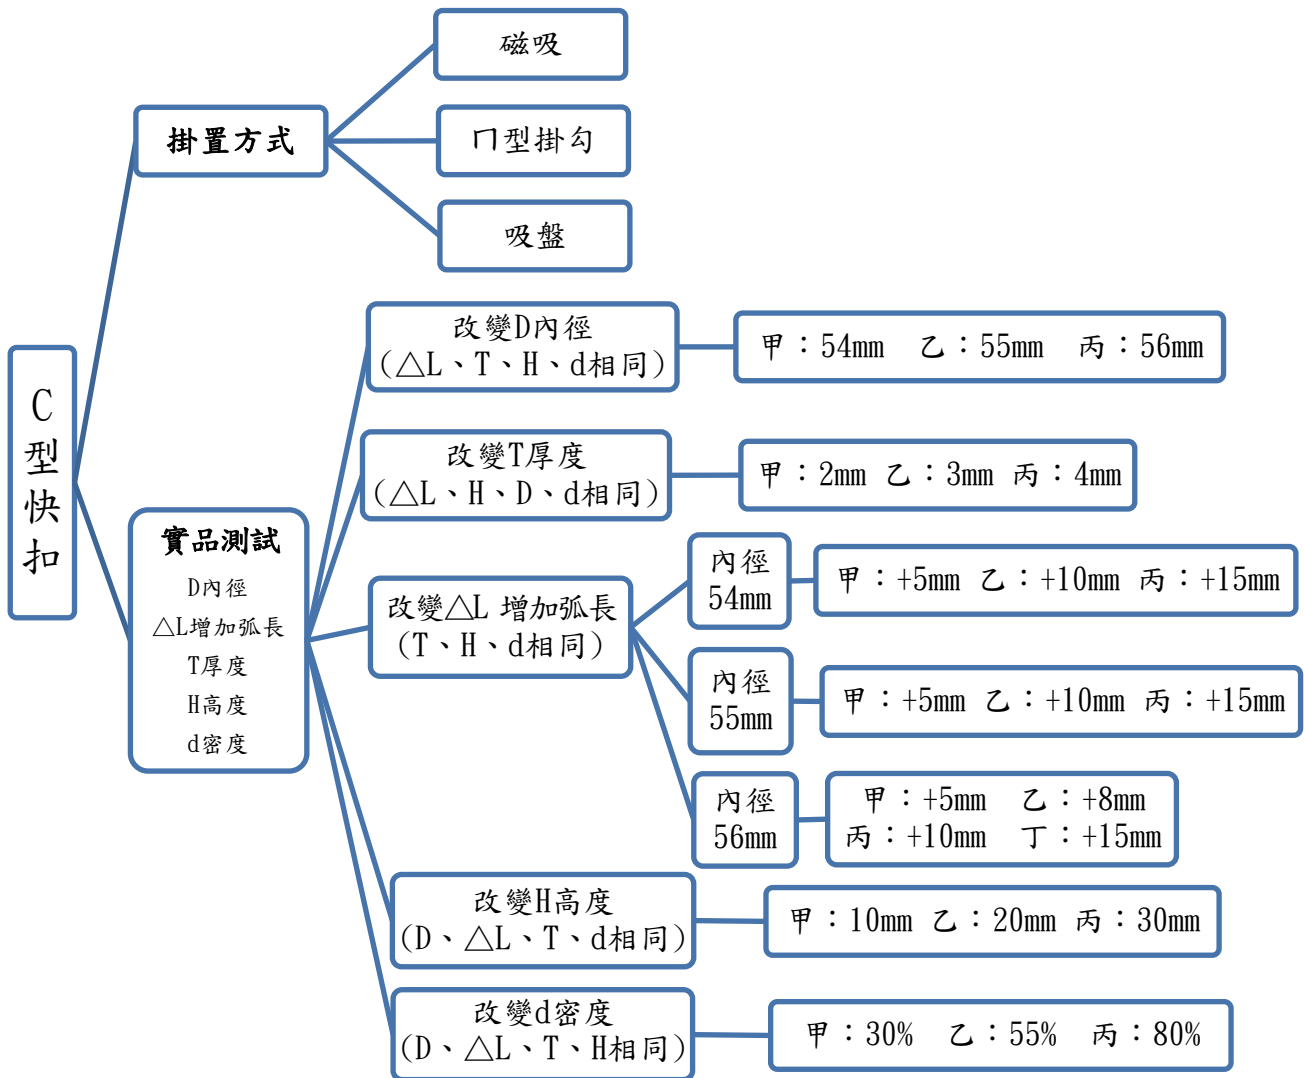 C
型
快
扣
掛置方式
磁吸
冂型掛勾
吸盤
實品測試
D內徑
△L增加弧長
T厚度
H高度
d密度
改變D內徑
(△L、T、H、d相同)
甲：54mm 乙：55mm 丙：56mm
改變T厚度
(△L、H、D、d相同)
甲：2mm 乙：3mm 丙：4mm
改變△L 增加弧長
(T、H、d相同)
內徑
54mm
甲：+5mm 乙：+10mm 丙：+15mm
內徑
55mm
甲：+5mm 乙：+10mm 丙：+15mm
內徑
56mm
甲：+5mm 乙：+8mm
丙：+10mm 丁：+15mm
改變H高度
(D、△L、T、d相同)
甲：10mm 乙：20mm 丙：30mm
改變d密度
(D、△L、T、H相同)
甲：30% 乙：55% 丙：80%